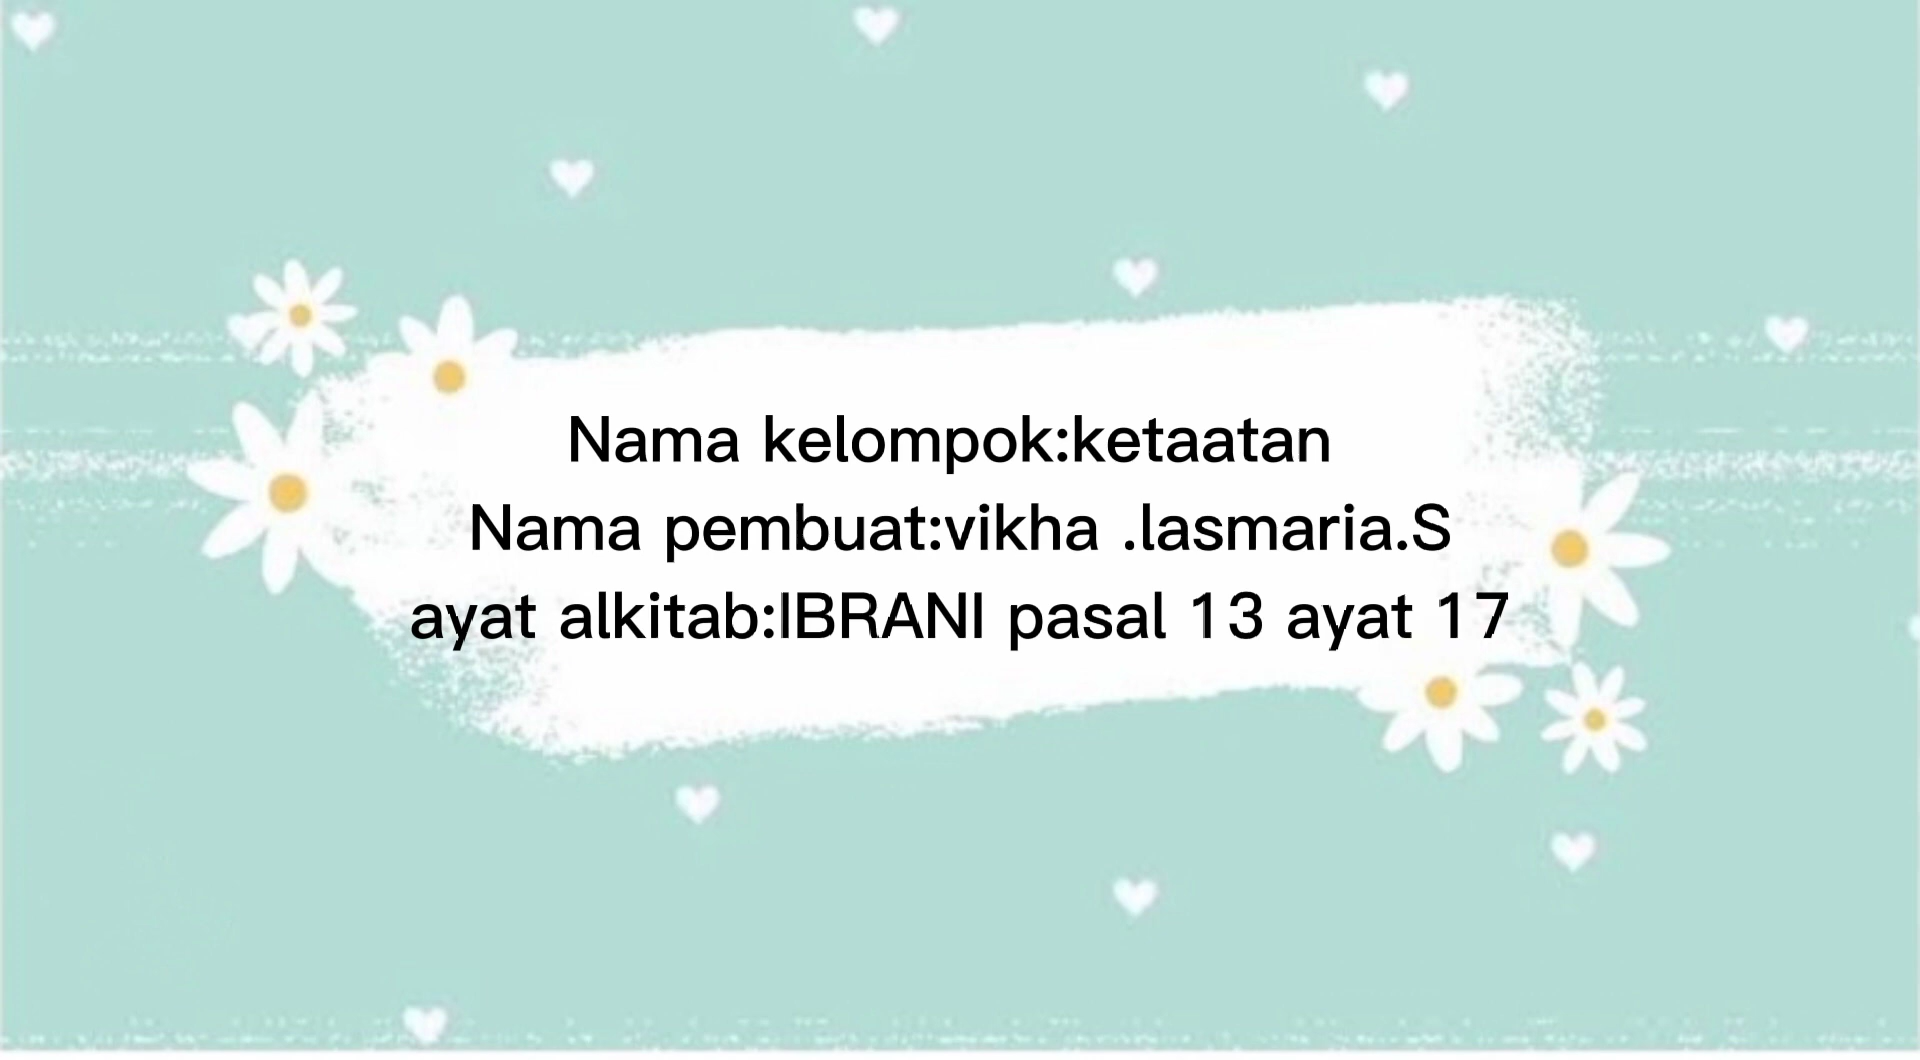 Nama kelompok:ketaatan
Nama pembuat:vikha .lasmaria.S
ayat alkitab:IBRANI pasal 13 ayat 17